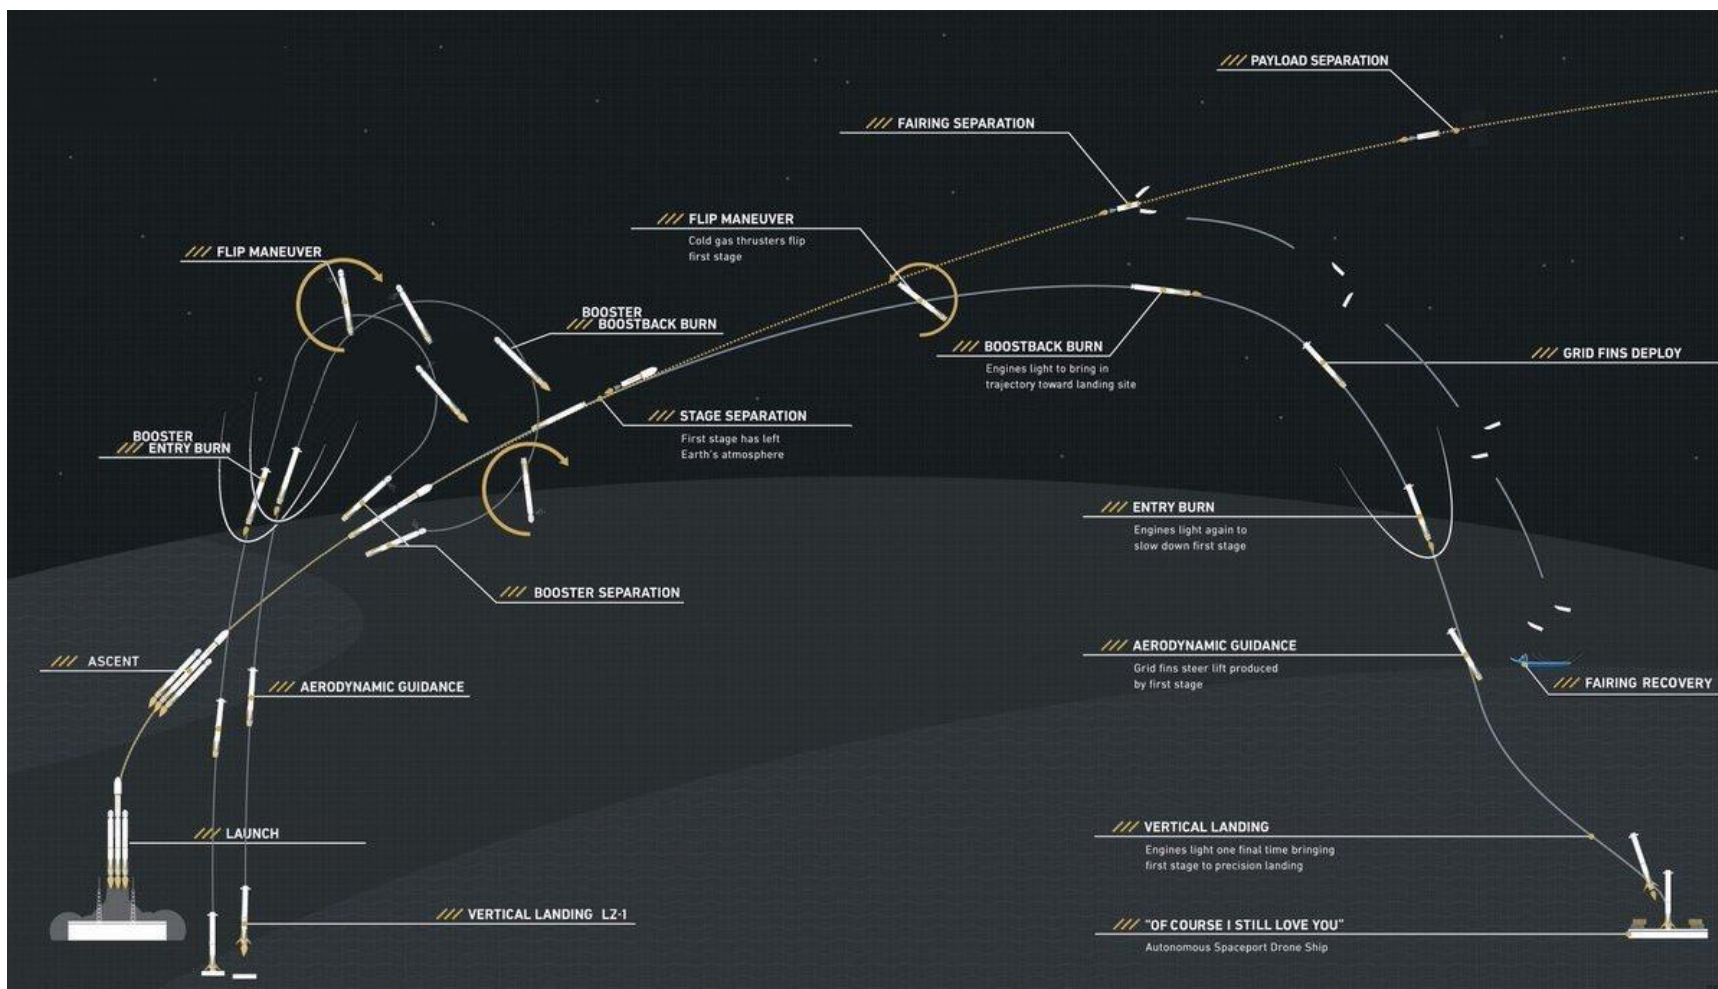 /// PAYLOAD SEPARATION
/// FAIRING SEPARATION
/// FLIP MANEUVER
Cold gas thrusters flip
first stage
/// FLIP MANEUVER
BOOSTER
/// BOOSTBACK BURN
/// BOOSTBACK BURN
Engines light to bring in
trajectory toward landing site
/// GRID FINS DEPLOY
/// STAGE SEPARATION
First stage has left
Earth's atmosphere
BOOSTER
/// ENTRY BURN
/// ENTRY BURN
Engines light again to
slow down first stage
/// BOOSTER SEPARATION
/// ASCENT
/// AERODYNAMIC GUIDANCE
/// AERODYNAMIC GUIDANCE
Grid fins steer lift produced
by first stage
/// FAIRING RECOVERY
/// LAUNCH
/// VERTICAL LANDING
Engines light one final time bringing
first stage to precision landing
/// VERTICAL LANDING LZ-1
/// "OF COURSE I STILL LOVE YOU"
Autonomous Spaceport Drone Ship